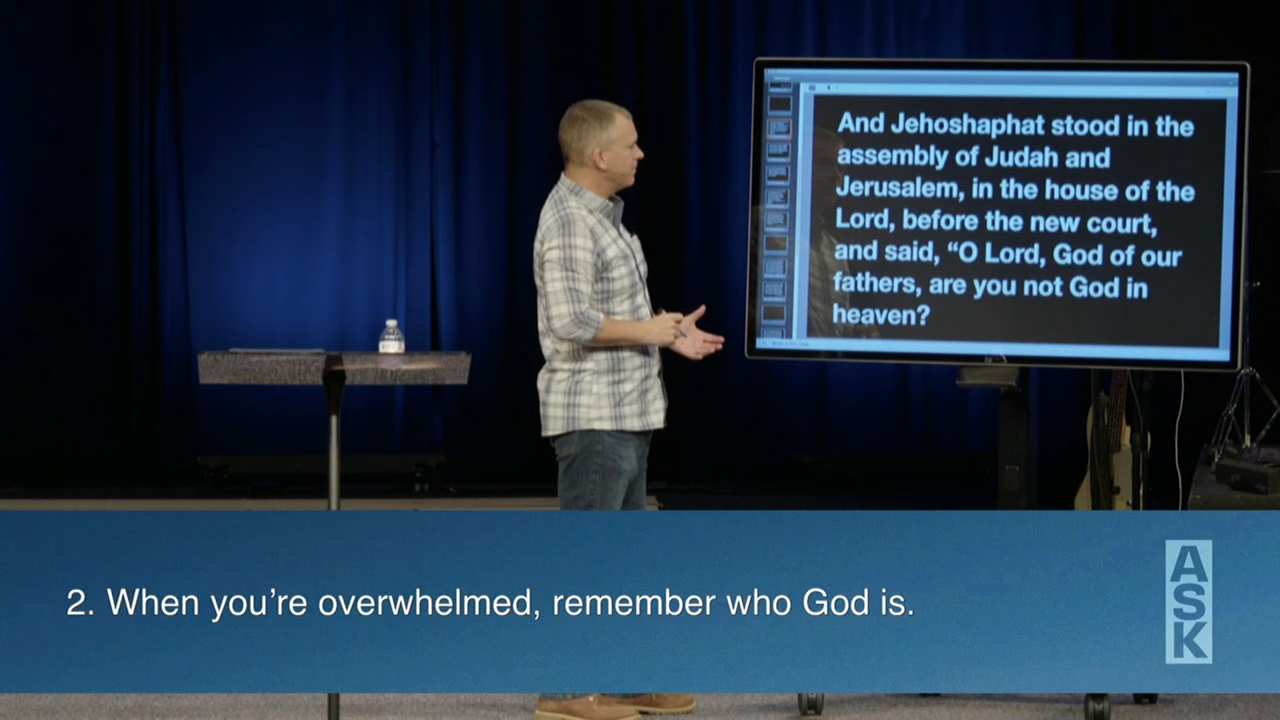 And Jehoshaphat stood in the
assembly of Judah and
Jerusalem, in the house of the
Lord, before the new court,
and said, “O Lord, God of our
fathers, are you not God in
heaven?
2. When you’re overwhelmed, remember who God is.
ASK